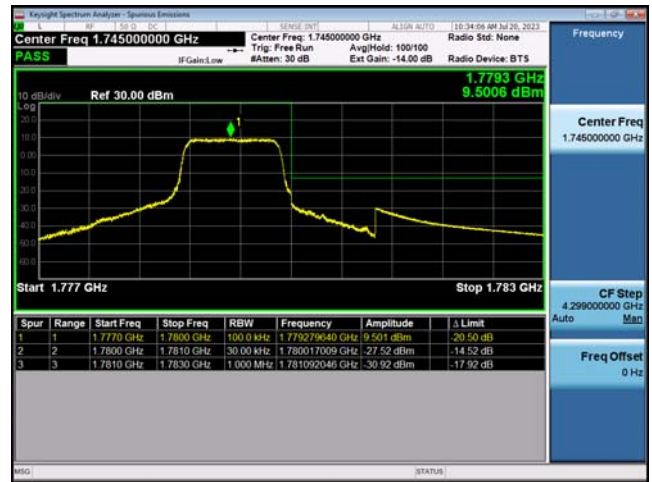 Keysight Spectrum Analyzer - Spurious Emissions
L RF 50 Ω DC SENSE:INT ALIGN AUTO 10:34:06 AM Jul 20, 2023
Center Freq 1.745000000 GHz
Center Freq: 1.745000000 GHz
Radio Std: None
Frequency
Trig: Free Run Avg|Hold: 100/100
PASS
IFGain:Low
#Atten: 30 dB Ext Gain: -14.00 dB Radio Device: BTS
1.7793 GHz
10 dB/div Ref 30.00 dBm 9.5006 dBm
Log
20.0
10.0
0.00
-10.0
-20.0
-30.0
-40.0
-50.0
-60.0
1
Start 1.777 GHz Stop 1.783 GHz
Center Freq
1.745000000 GHz
CF Step
4.299000000 GHz
Auto Man
Freq Offset
0 Hz
Spur Range Start Freq Stop Freq RBW Frequency Amplitude Δ Limit
1 1 1.7770 GHz 1.7800 GHz 100.0 kHz 1.779279640 GHz 9.501 dBm -20.50 dB
2 2 1.7800 GHz 1.7810 GHz 30.00 kHz 1.780017009 GHz -27.52 dBm -14.52 dB
3 3 1.7810 GHz 1.7830 GHz 1.000 MHz 1.781092046 GHz -30.92 dBm -17.92 dB
MSG STATUS